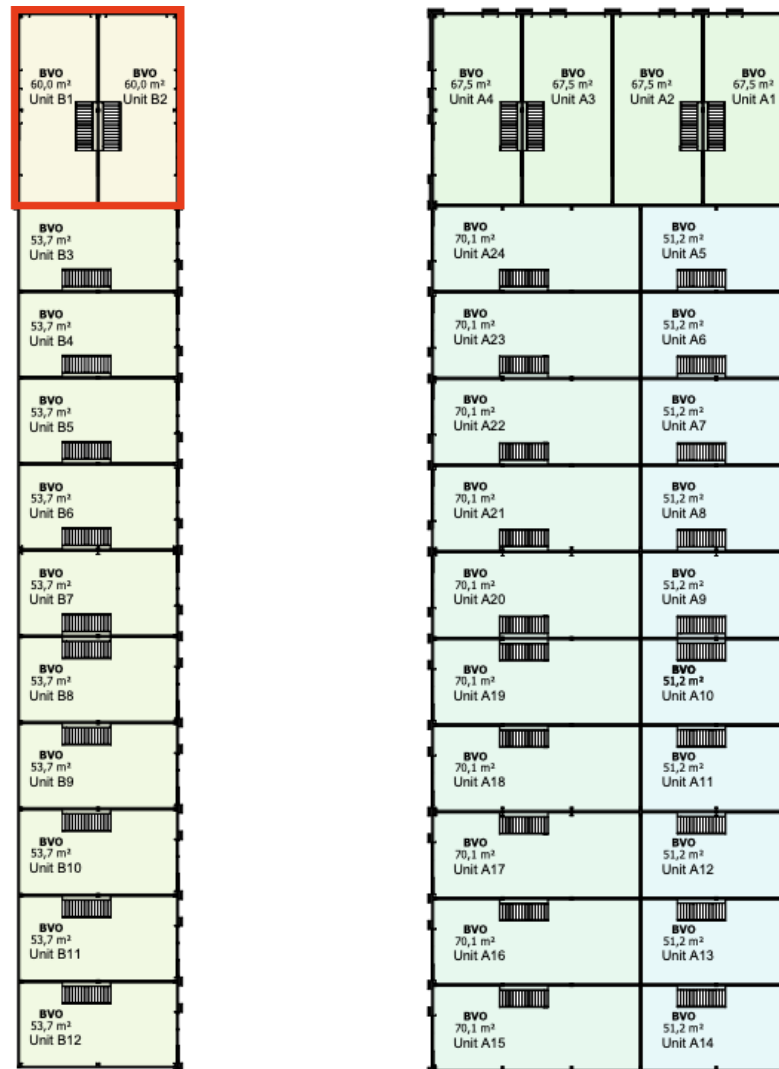 BVO
60,0 m²
Unit B1
BVO
60,0 m²
Unit B2
BVO
53,7 m²
Unit B3
BVO
53,7 m²
Unit B4
BVO
53,7 m²
Unit B5
BVO
53,7 m²
Unit B6
BVO
53,7 m²
Unit B7
BVO
53,7 m²
Unit B8
BVO
53,7 m²
Unit B9
BVO
53,7 m²
Unit B10
BVO
53,7 m²
Unit B11
BVO
53,7 m²
Unit B12
BVO
67,5 m²
Unit A4
BVO
67,5 m²
Unit A3
BVO
67,5 m²
Unit A2
BVO
67,5 m²
Unit A1
BVO
70,1 m²
Unit A24
BVO
51,2 m²
Unit A5
BVO
70,1 m²
Unit A23
BVO
51,2 m²
Unit A6
BVO
70,1 m²
Unit A22
BVO
51,2 m²
Unit A7
BVO
70,1 m²
Unit A21
BVO
51,2 m²
Unit A8
BVO
70,1 m²
Unit A20
BVO
51,2 m²
Unit A9
BVO
70,1 m²
Unit A19
BVO
51,2 m²
Unit A10
BVO
70,1 m²
Unit A18
BVO
51,2 m²
Unit A11
BVO
70,1 m²
Unit A17
BVO
51,2 m²
Unit A12
BVO
70,1 m²
Unit A16
BVO
51,2 m²
Unit A13
BVO
70,1 m²
Unit A15
BVO
51,2 m²
Unit A14